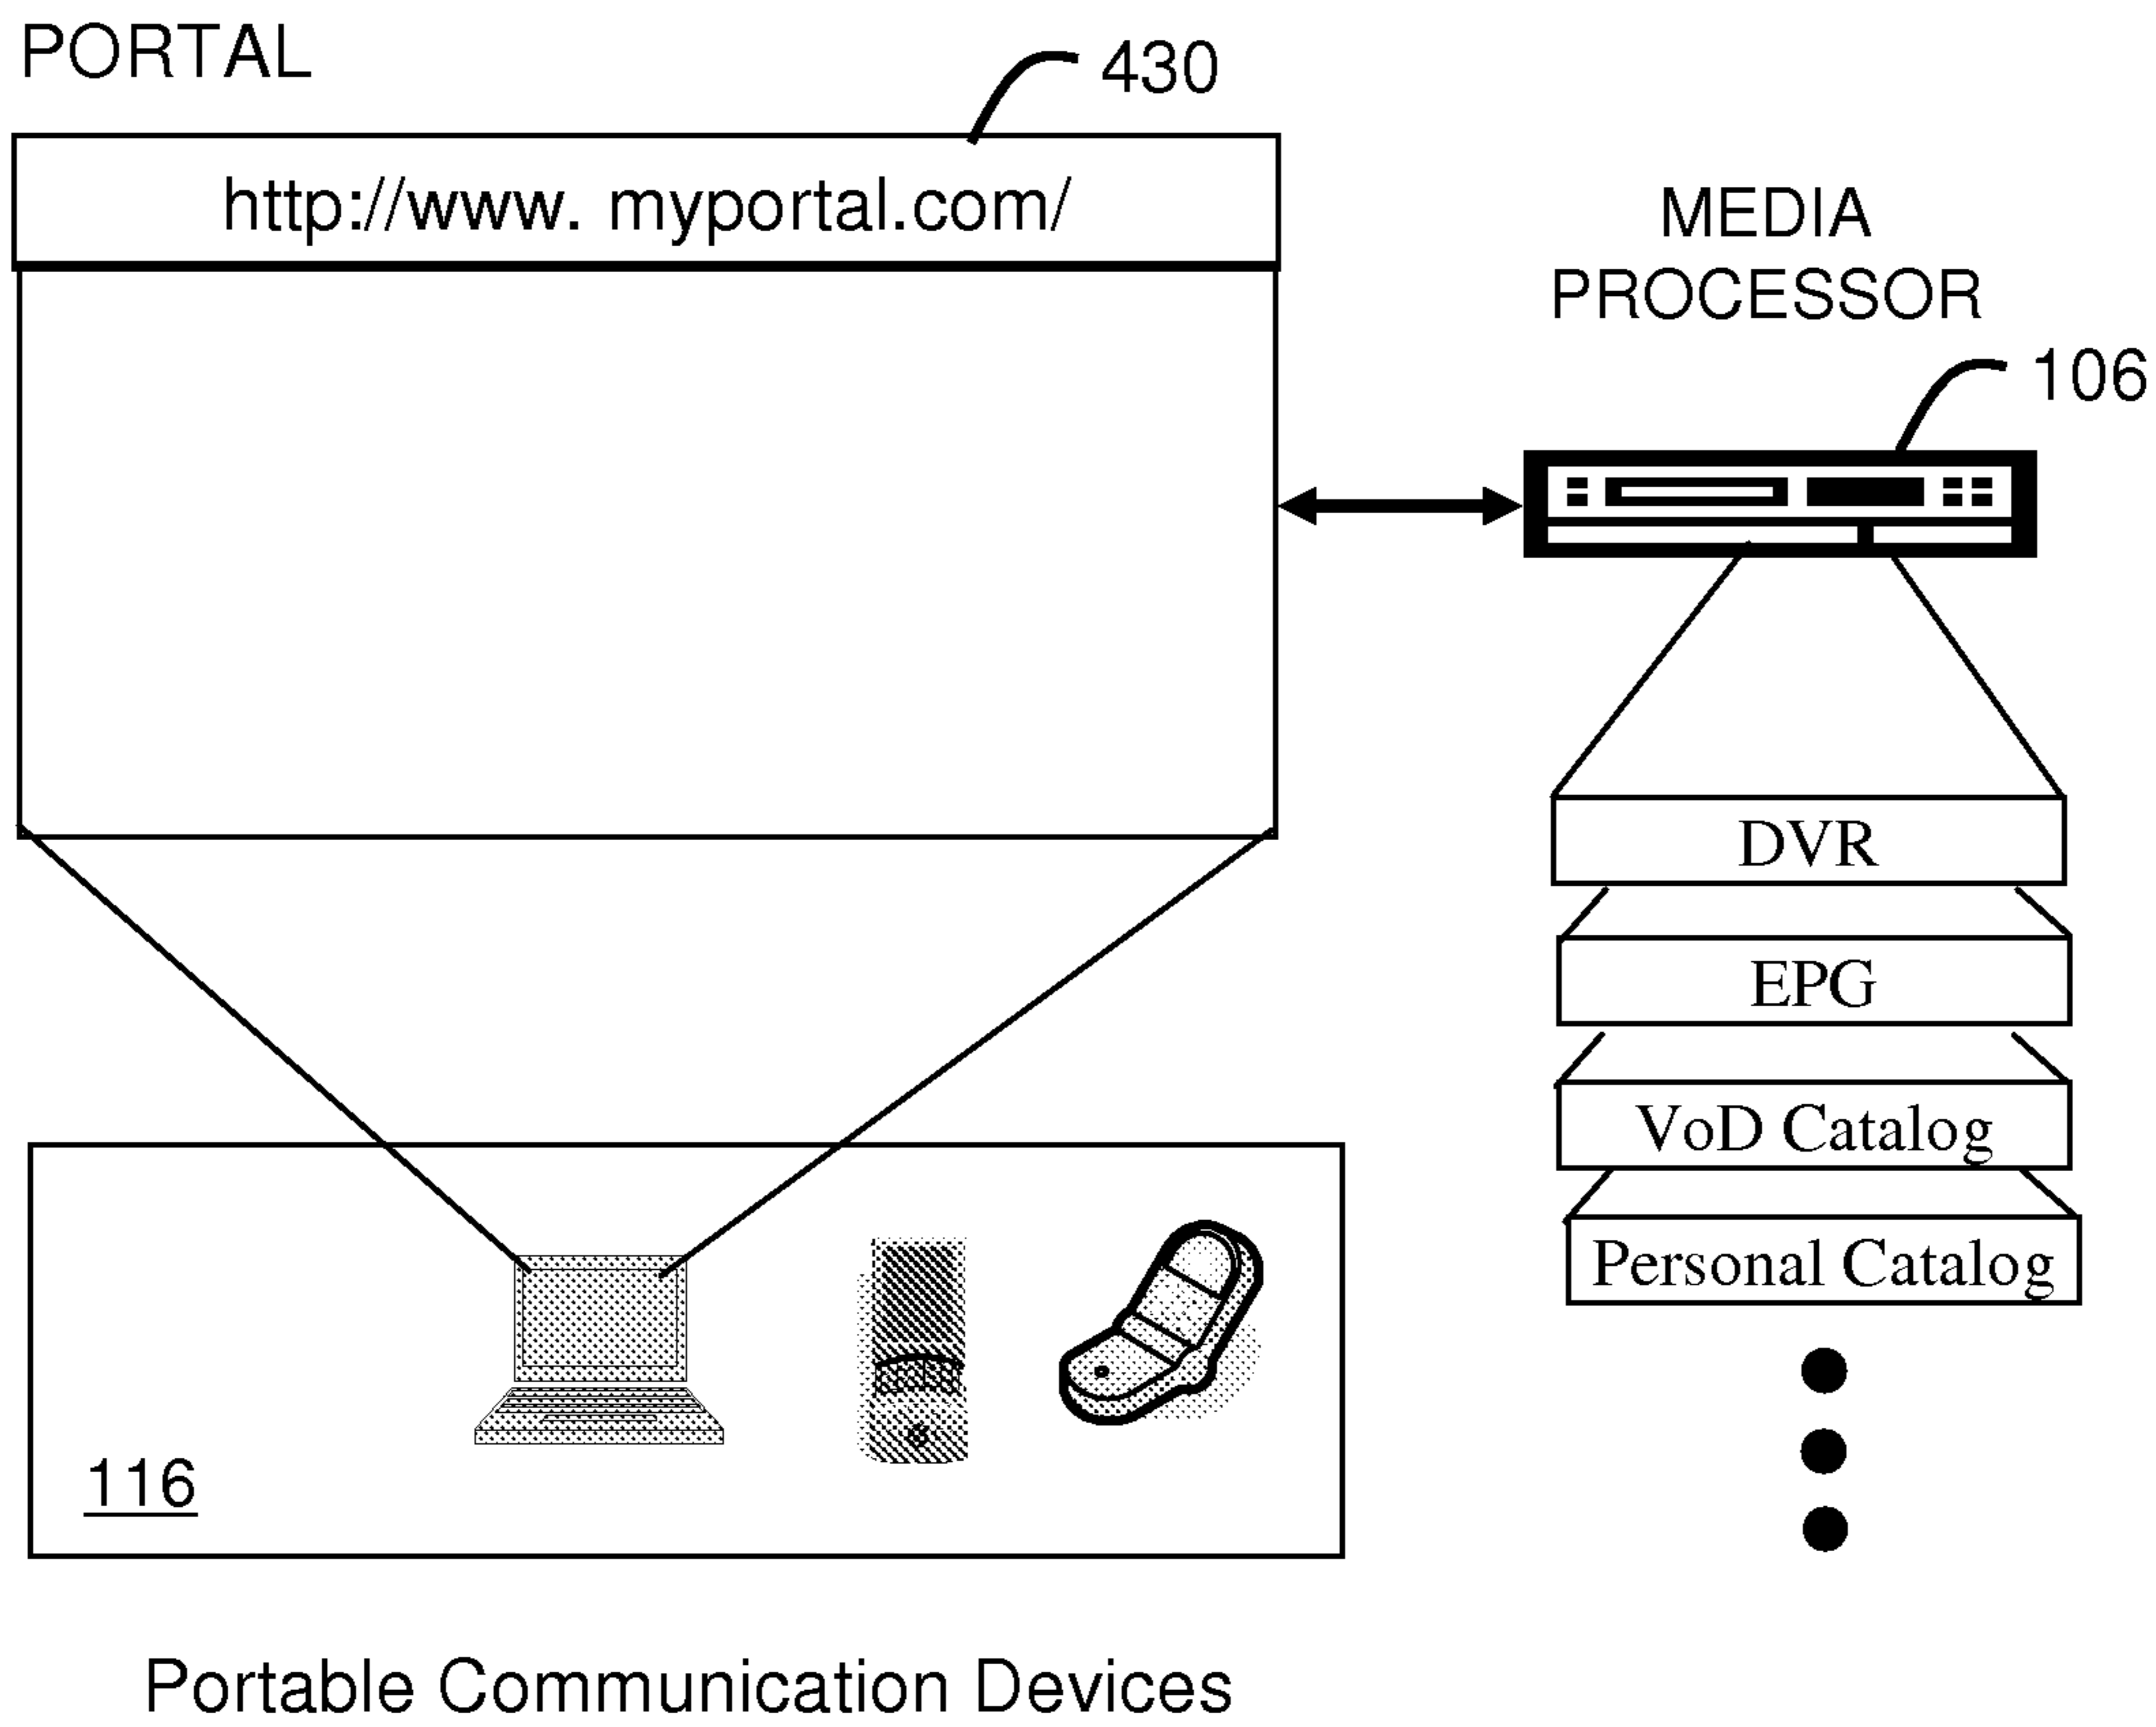 PORTAL
430
http://www. myportal.com/
MEDIA
PROCESSOR
106
DVR
EPG
VoD Catalog
Personal Catalog
116
Portable Communication Devices